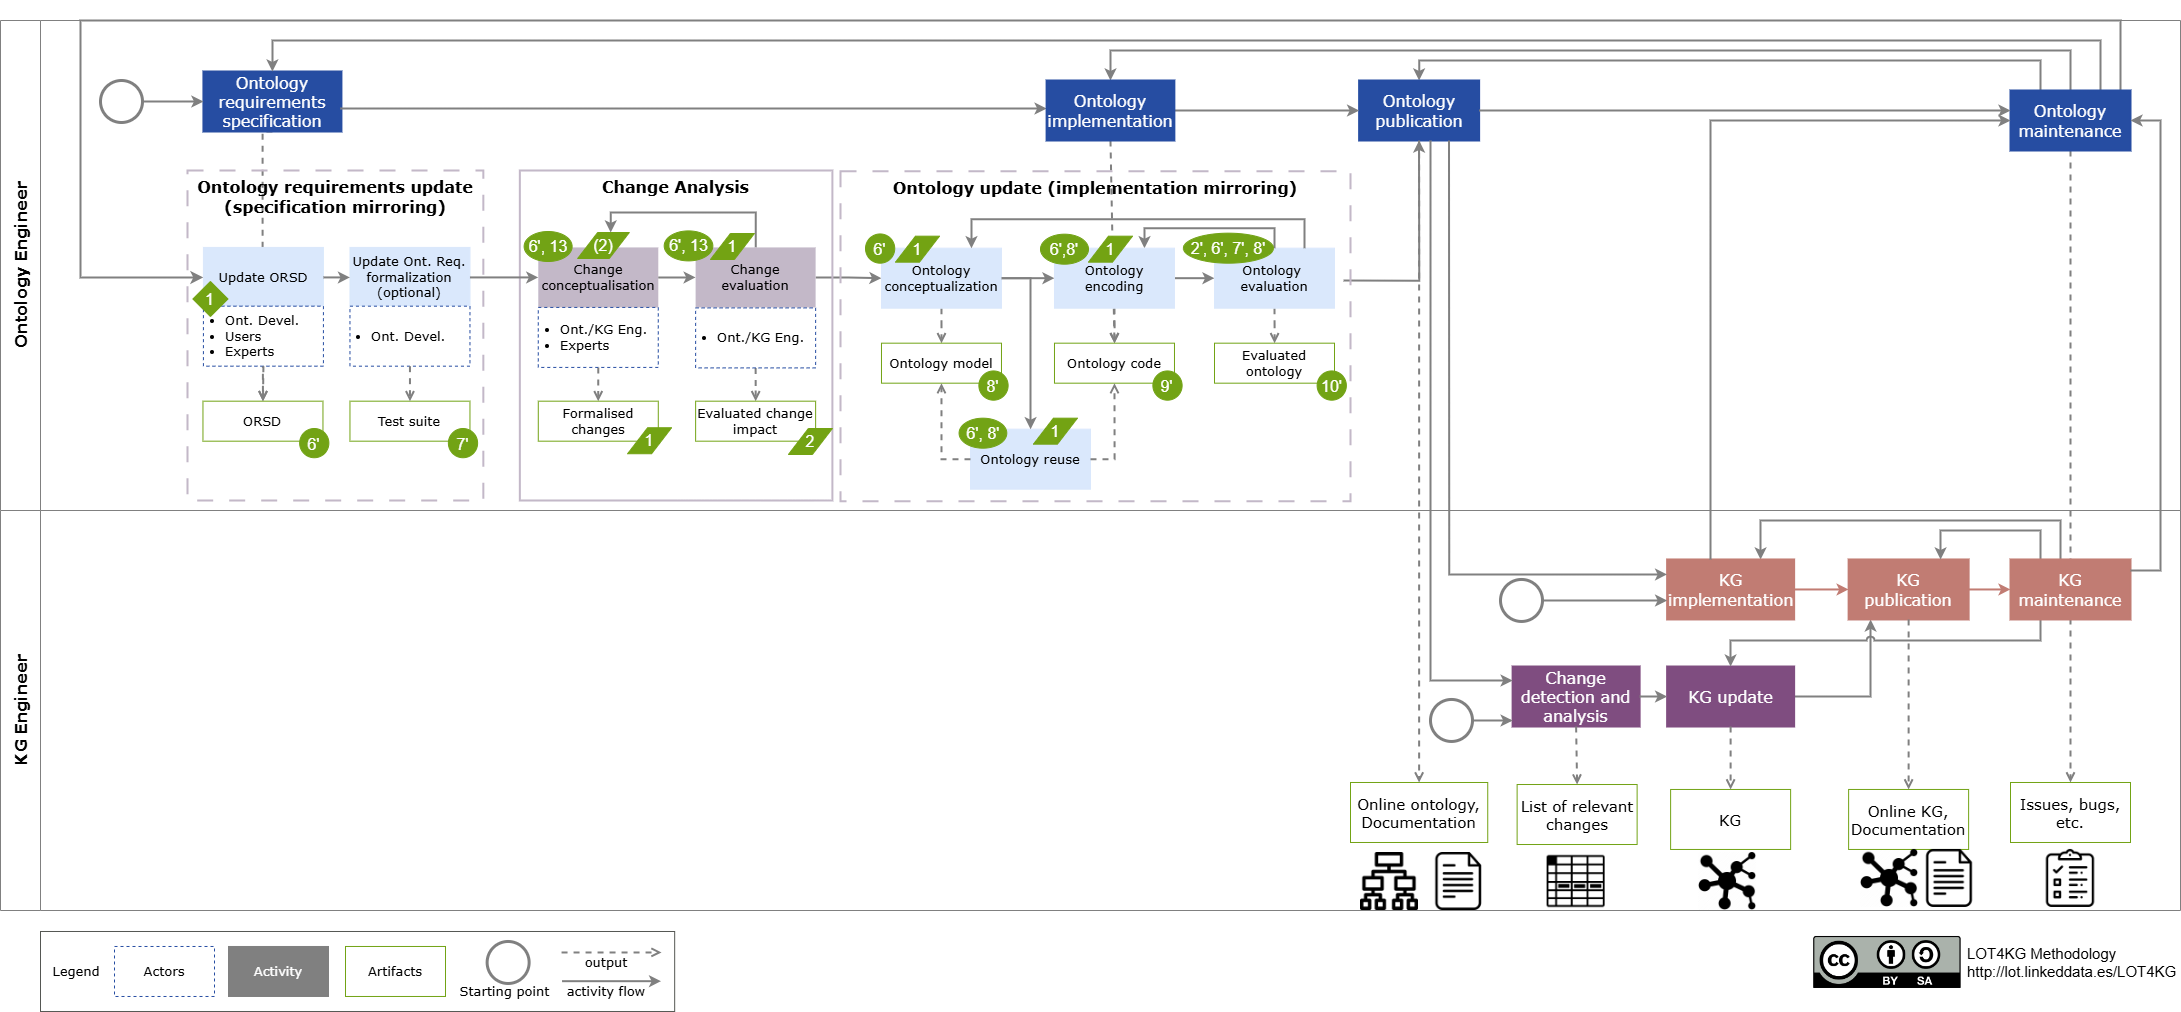 Ontology Engineer
Ontology
requirements
specification
Ontology
implementation
Ontology
publication
Ontology
maintenance
Ontology requirements update
(specification mirroring)
Update ORSD
1
Ont. Devel.
Users
Experts
ORSD
6'
Update Ont. Req.
formalization
(optional)
Ont. Devel.
Test suite
7'
Change Analysis
6', 13
(2)
Change
conceptualisation
Ont./KG Eng.
Experts
Formalised
changes
1
6', 13
1
Change
evaluation
Ont./KG Eng.
Evaluated change
impact
2
Ontology update (implementation mirroring)
6'
1
Ontology
conceptualization
Ontology model
8'
6',8'
1
Ontology
encoding
Ontology code
9'
2', 6', 7', 8'
Ontology
evaluation
Evaluated
ontology
10'
6', 8'
1
Ontology reuse
KG Engineer
KG
implementation
KG
publication
KG
maintenance
Change
detection and
analysis
KG update
Online ontology,
Documentation
List of relevant
changes
KG
Online KG,
Documentation
Issues, bugs,
etc.
Legend
Actors
Activity
Artifacts
Starting point
output
activity flow
CC
BY SA
LOT4KG Methodology
http://lot.linkeddata.es/LOT4KG